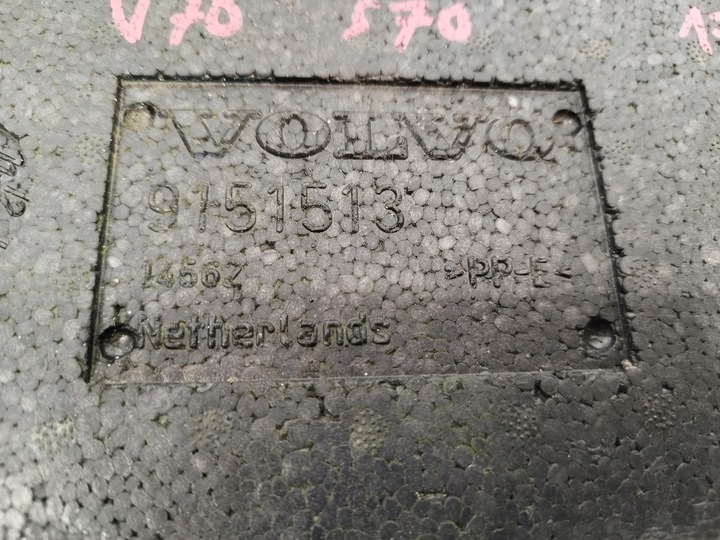 V70 S70
VOLVO
9151513
14562 >PP-E<
Netherlands